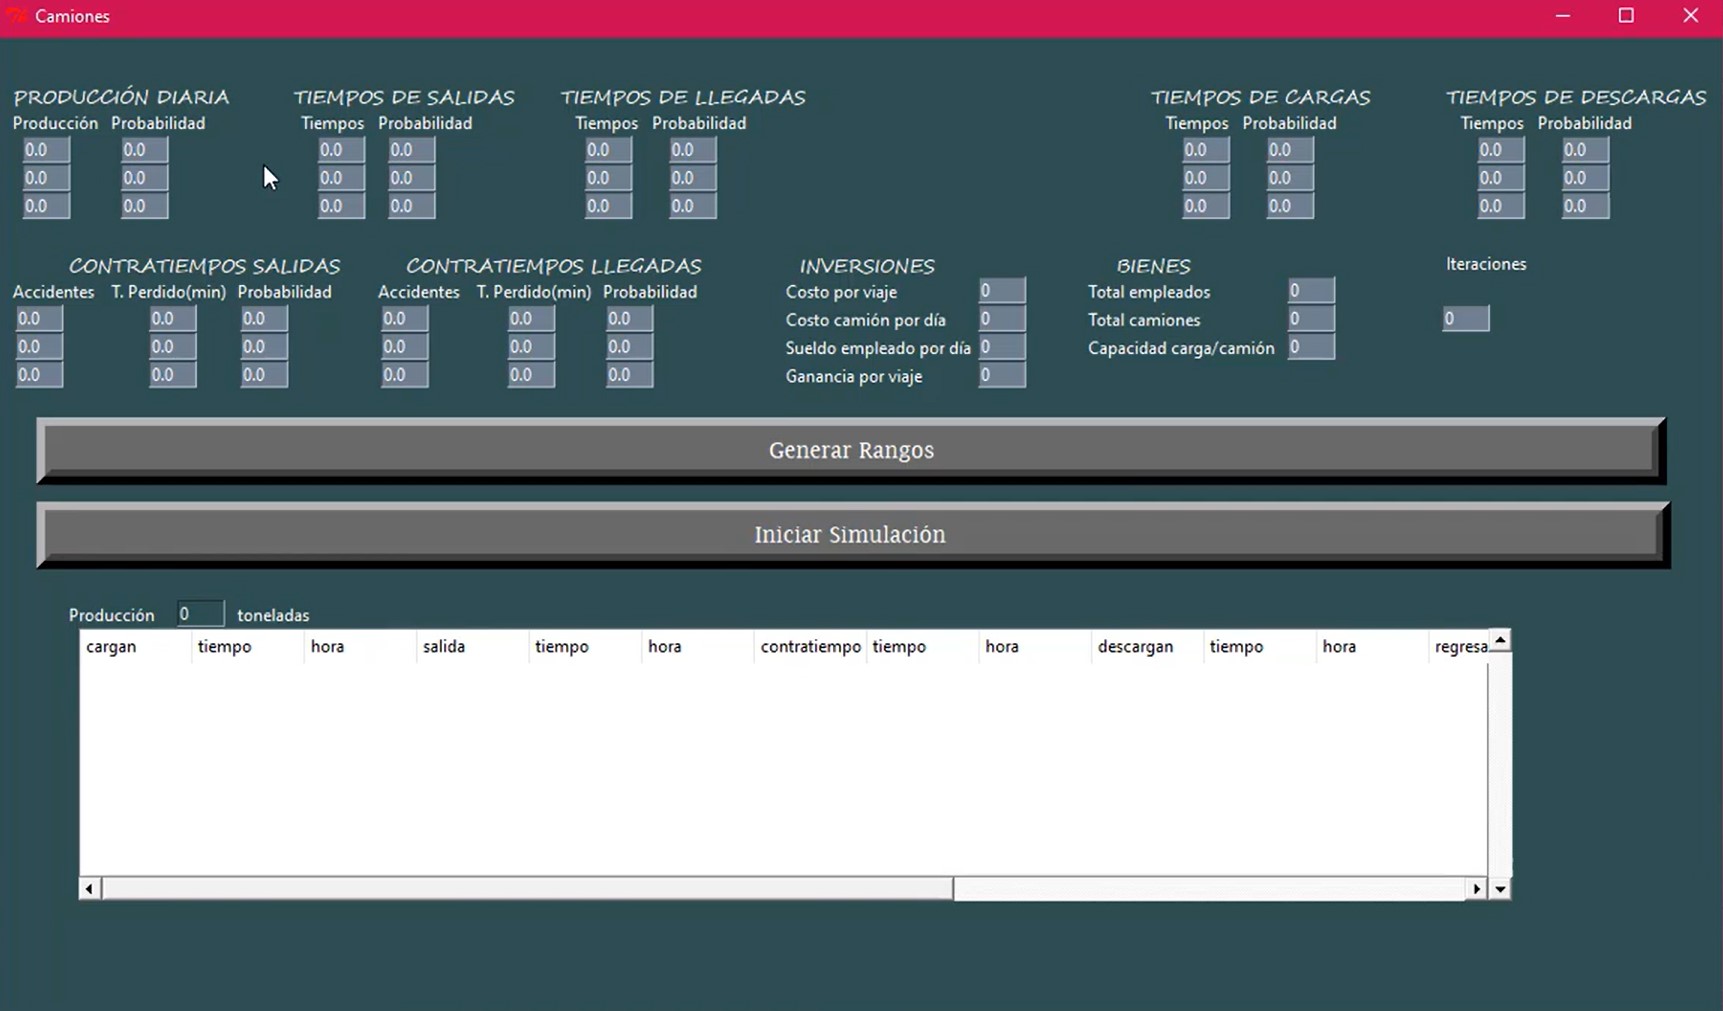 Camiones
PRODUCCIÓN DIARIA TIEMPOS DE SALIDAS TIEMPOS DE LLEGADAS TIEMPOS DE CARGAS TIEMPOS DE DESCARGAS
Producción Probabilidad Tiempos Probabilidad Tiempos Probabilidad Tiempos Probabilidad Tiempos Probabilidad
0.0 0.0 0.0 0.0 0.0 0.0 0.0 0.0 0.0 0.0
0.0 0.0 0.0 0.0 0.0 0.0 0.0 0.0 0.0 0.0
0.0 0.0 0.0 0.0 0.0 0.0 0.0 0.0 0.0 0.0
CONTRATIEMPOS SALIDAS CONTRATIEMPOS LLEGADAS INVERSIONES BIENES Iteraciones
Accidentes T. Perdido(min) Probabilidad Accidentes T. Perdido(min) Probabilidad Costo por viaje 0 Total empleados 0
0.0 0.0 0.0 0.0 0.0 0.0 Costo camión por día 0 Total camiones 0 0
0.0 0.0 0.0 0.0 0.0 0.0 Sueldo empleado por día 0 Capacidad carga/camión 0
0.0 0.0 0.0 0.0 0.0 0.0 Ganancia por viaje 0
Generar Rangos
Iniciar Simulación
Producción 0 toneladas
cargan tiempo hora salida tiempo hora contratiempo tiempo hora descargan tiempo hora regresa